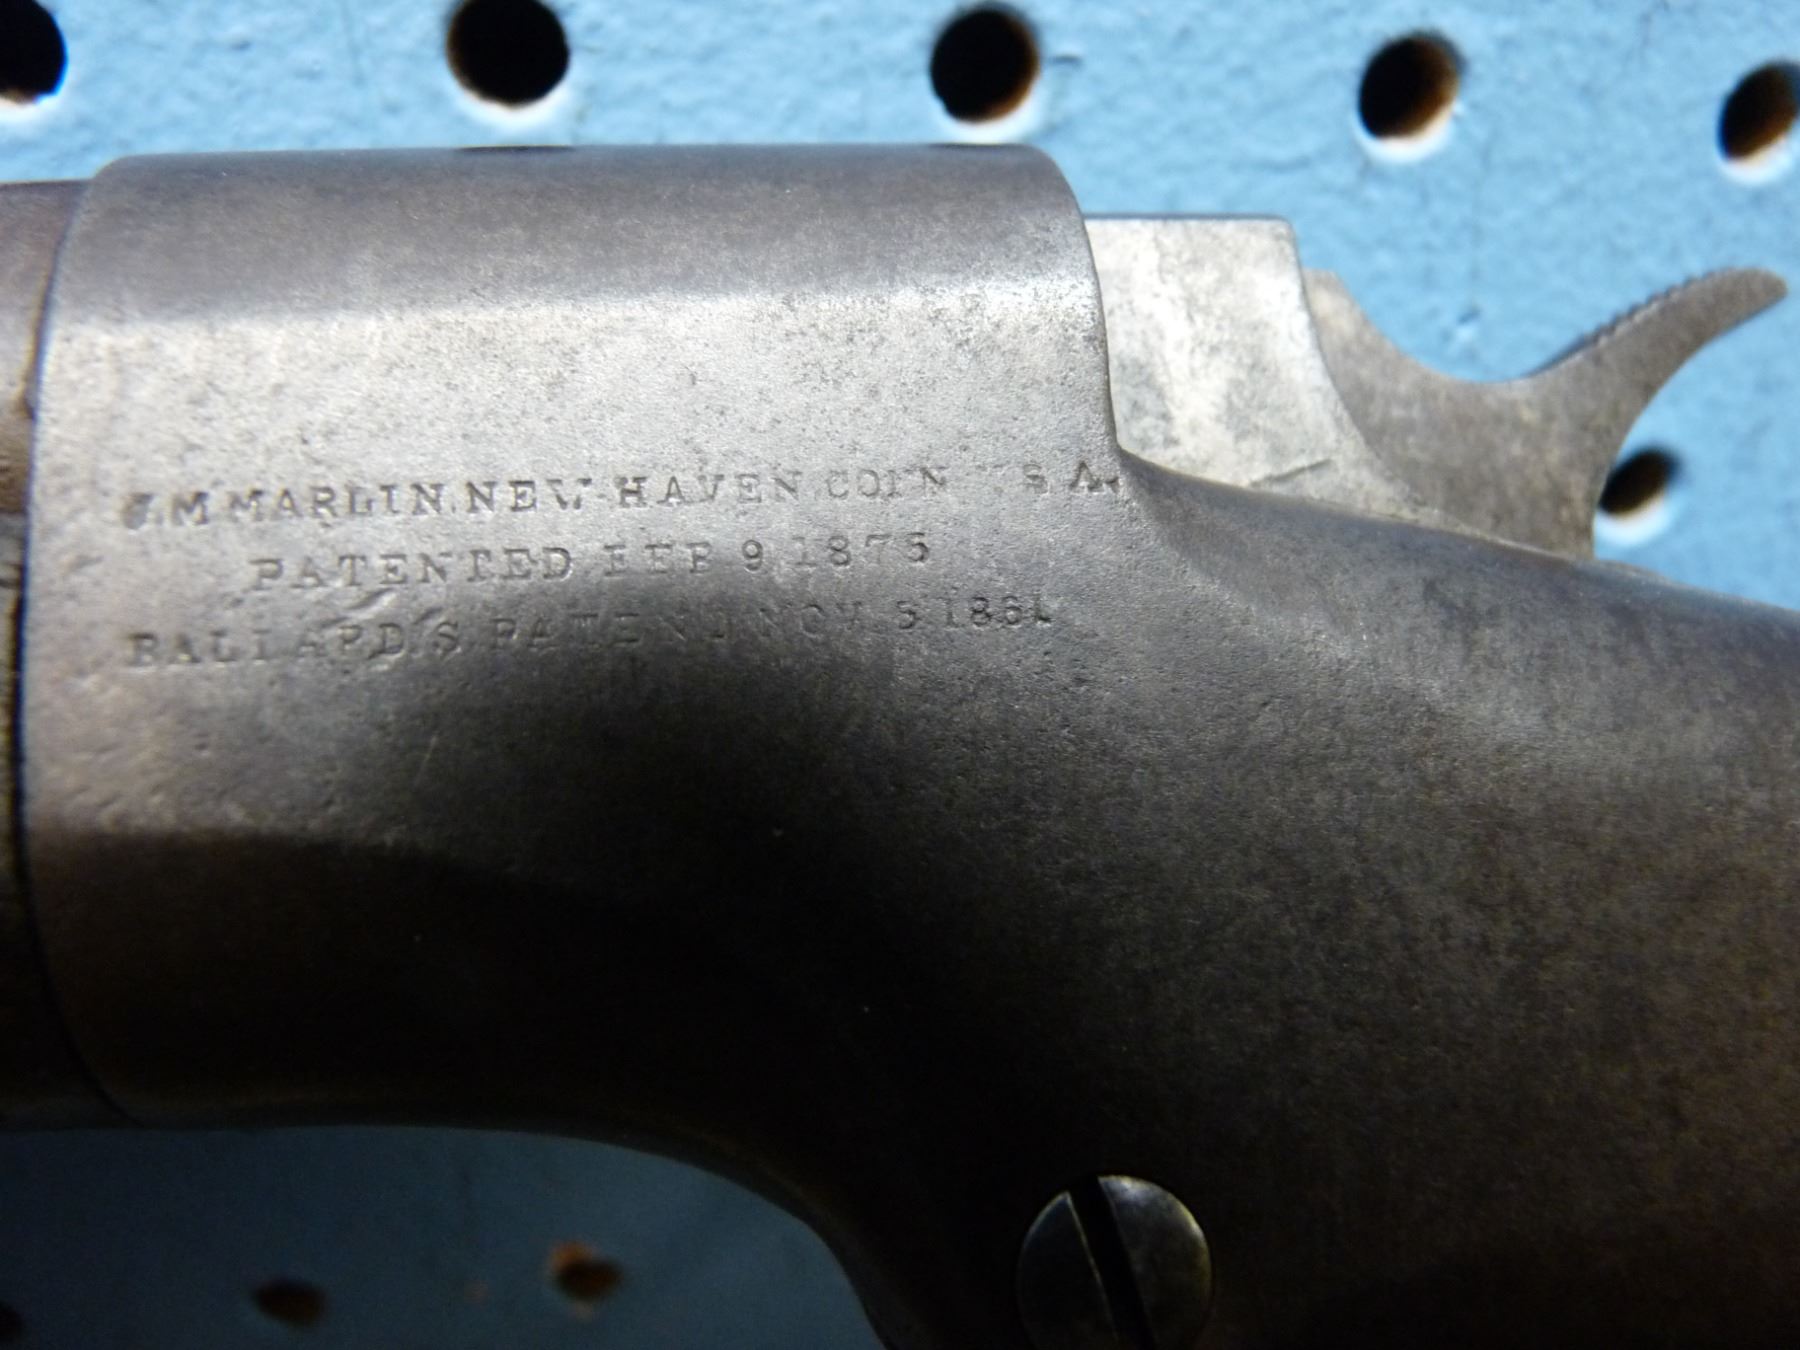 J.M MARLIN. NEW-HAVEN. CONN. U.S.A.
PATENTED FEB. 9. 1875
BALLARD'S PATENT NOV. 5 1861